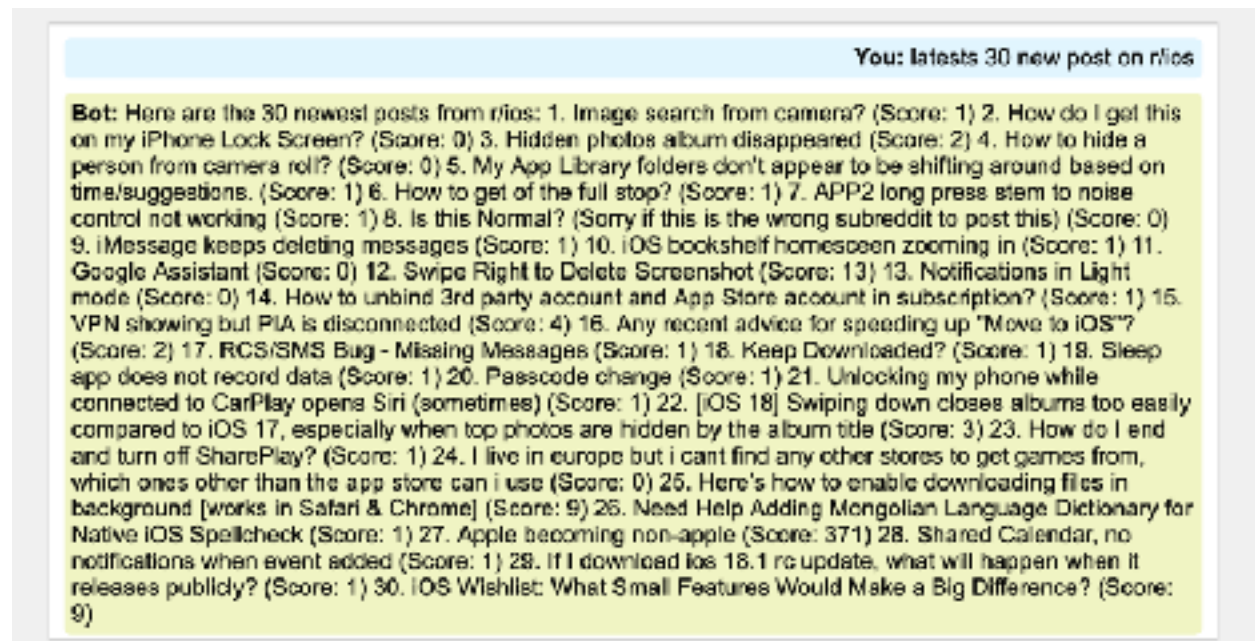 You: latests 30 new post on r/ios
Bot: Here are the 30 newest posts from r/ios: 1. Image search from camera? (Score: 1) 2. How do I get this
on my iPhone Lock Screen? (Score: 0) 3. Hidden photos album disappeared (Score: 2) 4. How to hide a
person from camera roll? (Score: 0) 5. My App Library folders don't appear to be shifting around based on
time/suggestions. (Score: 1) 6. How to get of the full stop? (Score: 1) 7. APP2 long press stem to noise
control not working (Score: 1) 8. Is this Normal? (Sorry if this is the wrong subreddit to post this) (Score: 0)
9. iMessage keeps deleting messages (Score: 1) 10. iOS bookshelf homesceen zooming in (Score: 1) 11.
Google Assistant (Score: 0) 12. Swipe Right to Delete Screenshot (Score: 13) 13. Notifications in Light
mode (Score: 0) 14. How to unbind 3rd party account and App Store account in subscription? (Score: 1) 15.
VPN showing but PIA is disconnected (Score: 4) 16. Any recent advice for speeding up "Move to iOS"?
(Score: 2) 17. RCS/SMS Bug - Missing Messages (Score: 1) 18. Keep Downloaded? (Score: 1) 19. Sleep
app does not record data (Score: 1) 20. Passcode change (Score: 1) 21. Unlocking my phone while
connected to CarPlay opens Siri (sometimes) (Score: 1) 22. [iOS 18] Swiping down closes albums too easily
compared to iOS 17, especially when top photos are hidden by the album title (Score: 3) 23. How do I end
and turn off SharePlay? (Score: 1) 24. I live in europe but i cant find any other stores to get games from,
which ones other than the app store can i use (Score: 0) 25. Here's how to enable downloading files in
background [works in Safari & Chrome] (Score: 9) 26. Need Help Adding Mongolian Language Dictionary for
Native iOS Spellcheck (Score: 1) 27. Apple becoming non-apple (Score: 371) 28. Shared Calendar, no
notifications when event added (Score: 1) 29. If I download ios 18.1 rc update, what will happen when it
releases publicly? (Score: 1) 30. iOS Wishlist: What Small Features Would Make a Big Difference? (Score:
9)